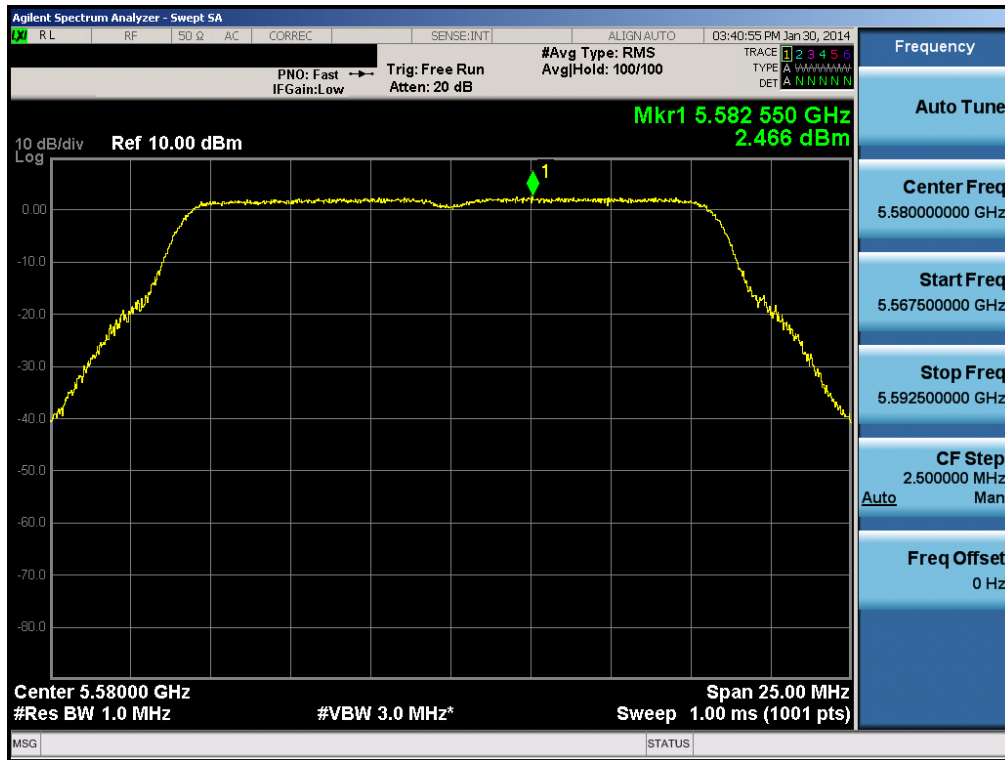 Agilent Spectrum Analyzer - Swept SA
LXI RL RF 50 Ω AC CORREC SENSE:INT ALIGN AUTO 03:40:55 PM Jan 30, 2014
PNO: Fast
IFGain:Low
Trig: Free Run
Atten: 20 dB
#Avg Type: RMS
Avg|Hold: 100/100
TRACE 1 2 3 4 5 6
TYPE A WWWWW
DET A N N N N N
Mkr1 5.582 550 GHz
2.466 dBm
10 dB/div
Log
Ref 10.00 dBm
1
0.00
-10.0
-20.0
-30.0
-40.0
-50.0
-60.0
-70.0
-80.0
Center 5.58000 GHz
#Res BW 1.0 MHz
#VBW 3.0 MHz*
Span 25.00 MHz
Sweep 1.00 ms (1001 pts)
MSG
STATUS
Frequency
Auto Tune
Center Freq
5.580000000 GHz
Start Freq
5.567500000 GHz
Stop Freq
5.592500000 GHz
CF Step
2.500000 MHz
Auto Man
Freq Offset
0 Hz